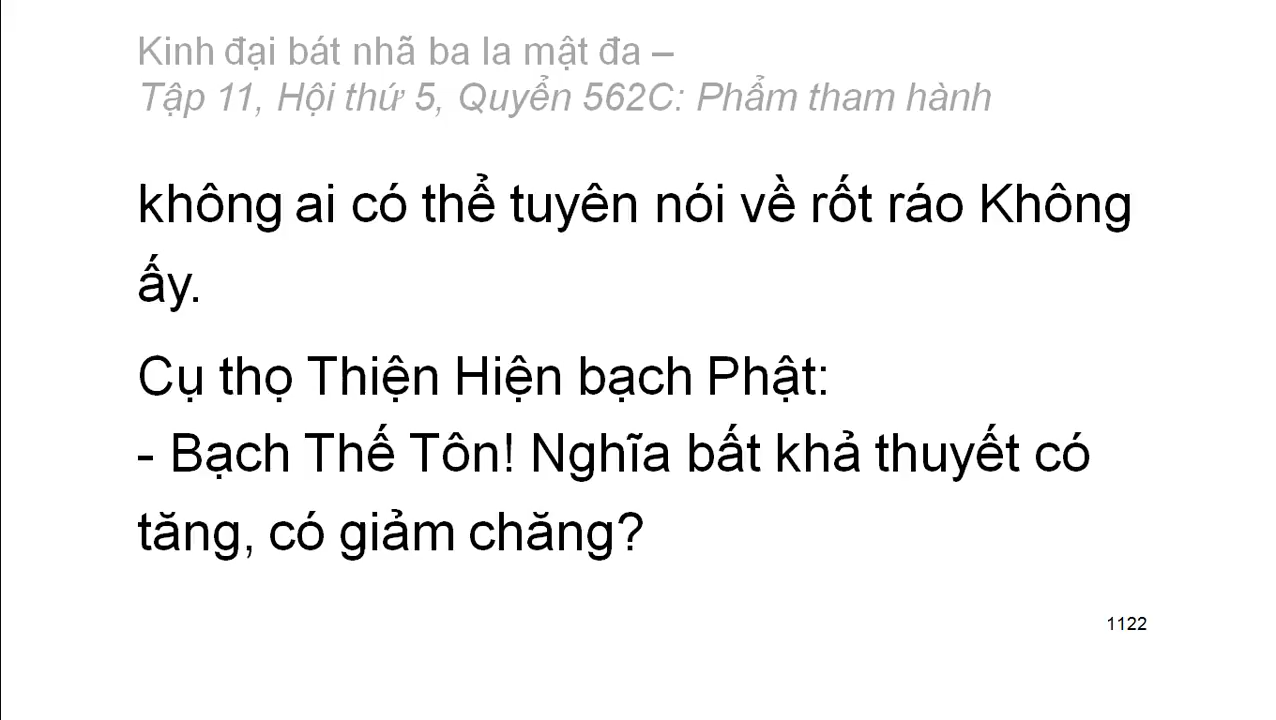 Kinh đại bát nhã ba la mật đa –
Tập 11, Hội thứ 5, Quyển 562C: Phẩm tham hành
không ai có thể tuyên nói về rốt ráo Không
ấy.
Cụ thọ Thiện Hiện bạch Phật:
- Bạch Thế Tôn! Nghĩa bất khả thuyết có
tăng, có giảm chăng?
1122